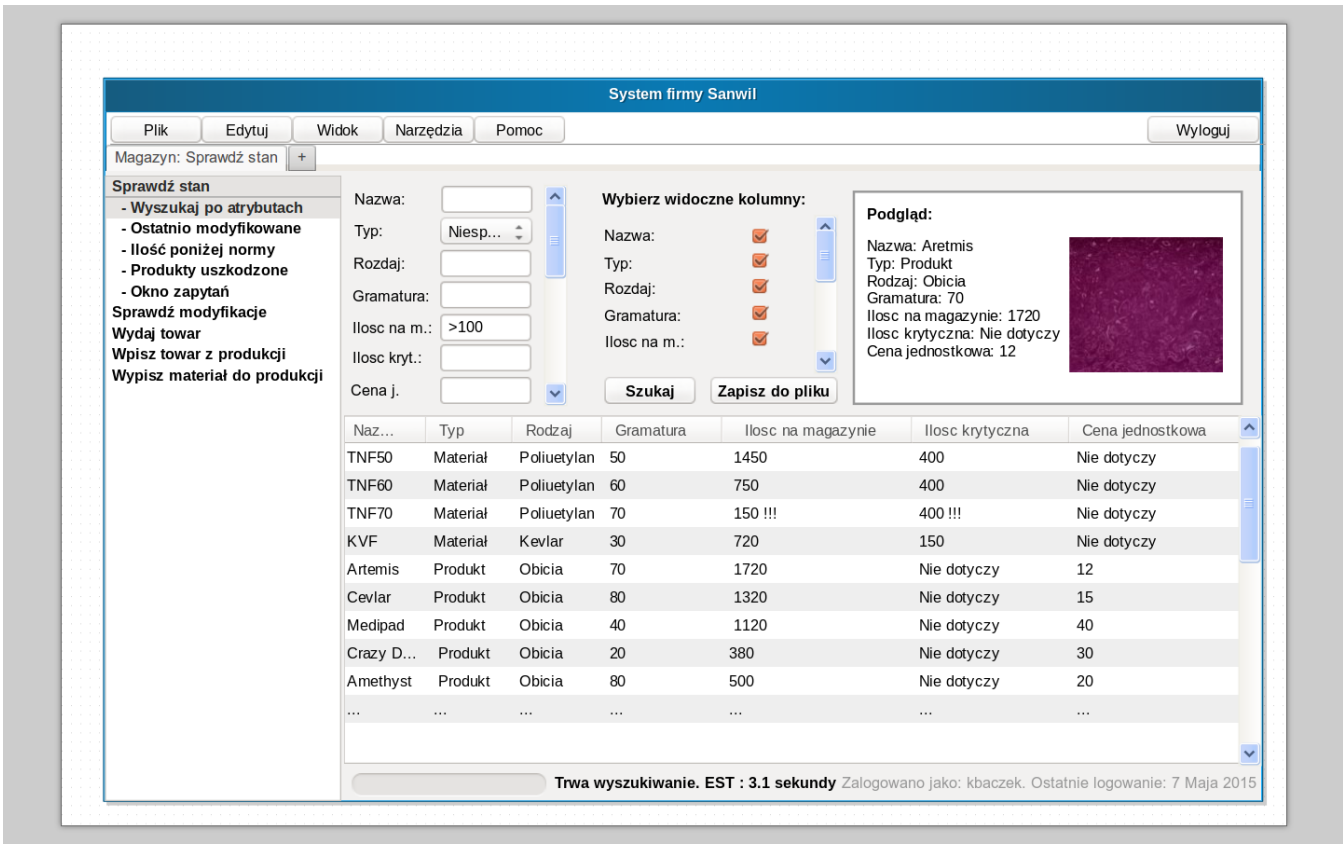 System firmy Sanwil
Plik Edytuj Widok Narzędzia Pomoc Wyloguj
Magazyn: Sprawdź stan +
Sprawdź stan
- Wyszukaj po atrybutach
- Ostatnio modyfikowane
- Ilość poniżej normy
- Produkty uszkodzone
- Okno zapytań
Sprawdź modyfikacje
Wydaj towar
Wpisz towar z produkcji
Wypisz materiał do produkcji
Nazwa:
Typ: Niesp...
Rozdaj:
Gramatura:
Ilosc na m.: >100
Ilosc kryt.:
Cena j.
Wybierz widoczne kolumny:
Nazwa:
Typ:
Rozdaj:
Gramatura:
Ilosc na m.:
Szukaj Zapisz do pliku
Podgląd:
Nazwa: Aretmis
Typ: Produkt
Rodzaj: Obicia
Gramatura: 70
Ilosc na magazynie: 1720
Ilosc krytyczna: Nie dotyczy
Cena jednostkowa: 12
Naz... Typ Rodzaj Gramatura Ilosc na magazynie Ilosc krytyczna Cena jednostkowa
TNF50 Materiał Poliuetylan 50 1450 400 Nie dotyczy
TNF60 Materiał Poliuetylan 60 750 400 Nie dotyczy
TNF70 Materiał Poliuetylan 70 150 !!! 400 !!! Nie dotyczy
KVF Materiał Kevlar 30 720 150 Nie dotyczy
Artemis Produkt Obicia 70 1720 Nie dotyczy 12
Cevlar Produkt Obicia 80 1320 Nie dotyczy 15
Medipad Produkt Obicia 40 1120 Nie dotyczy 40
Crazy D... Produkt Obicia 20 380 Nie dotyczy 30
Amethyst Produkt Obicia 80 500 Nie dotyczy 20
... ... ... ... ... ... ...
Trwa wyszukiwanie. EST : 3.1 sekundy Zalogowano jako: kbaczek. Ostatnie logowanie: 7 Maja 2015